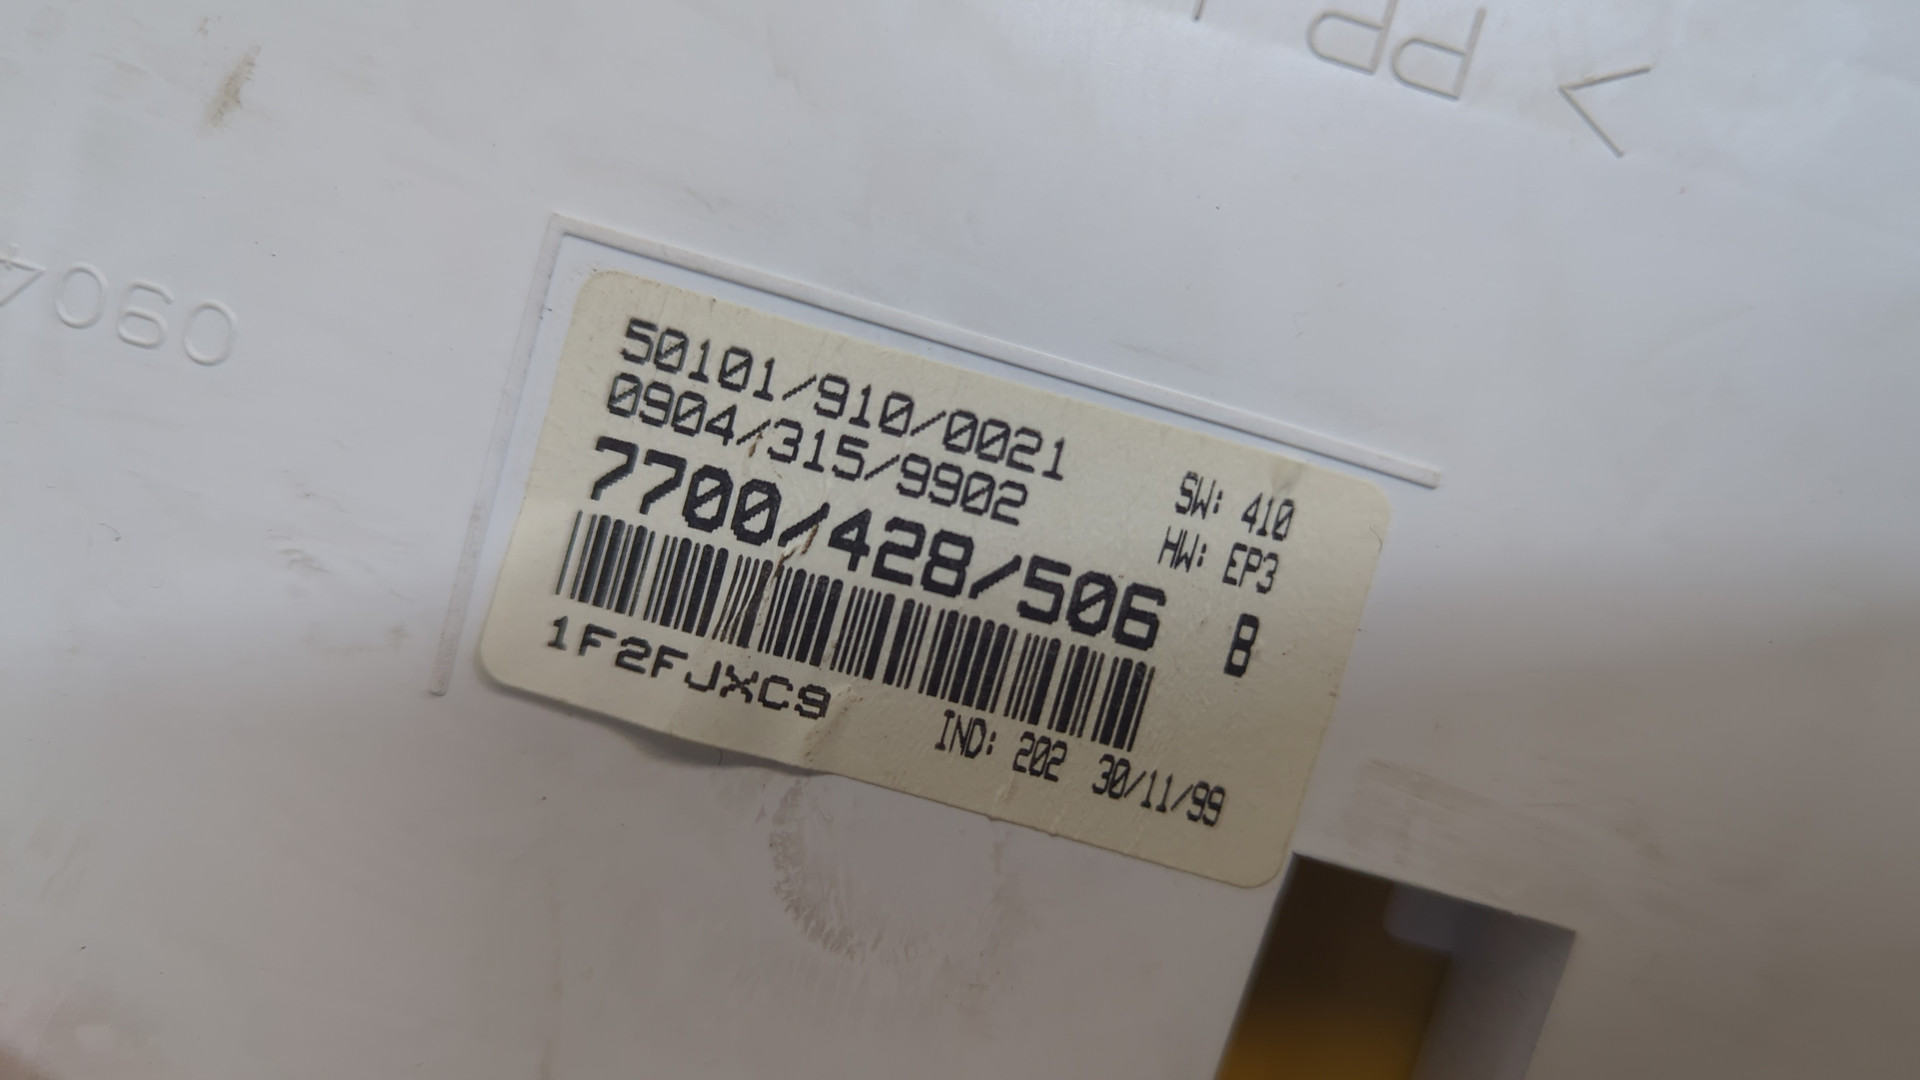 PP
>
0904
50101/910/0021
0904/315/9902
SW: 410
7700/428/506 B
HW: EP3
1F2FJXC9
IND: 202 30/11/99